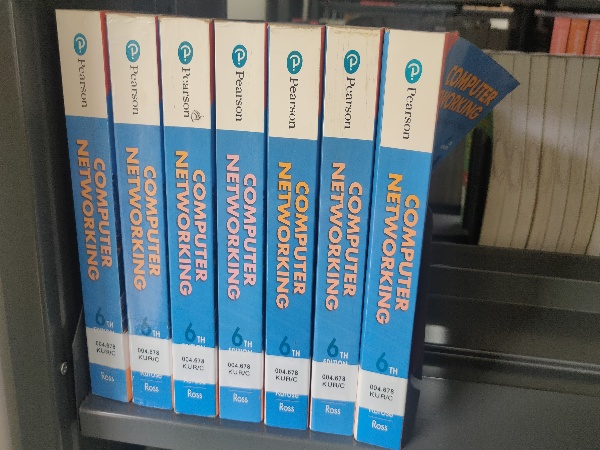 Pearson
COMPUTER
NETWORKING
6TH
004.678
KUR/C
Ross
Pearson
COMPUTER
NETWORKING
6TH
004.678
KUR/C
Ross
Pearson
COMPUTER
NETWORKING
6TH
004.678
KUR/C
Ross
Pearson
COMPUTER
NETWORKING
6TH
EDITION
004.678
KUR/C
Ross
Pearson
COMPUTER
NETWORKING
6TH
004.678
KUR/C
Ross
Pearson
COMPUTER
NETWORKING
6TH
EDITION
004.678
KUR/C
Ross
Pearson
COMPUTER
NETWORKING
6TH
004.678
KUR/C
Kurose
Ross
COMPUTER
WORKING